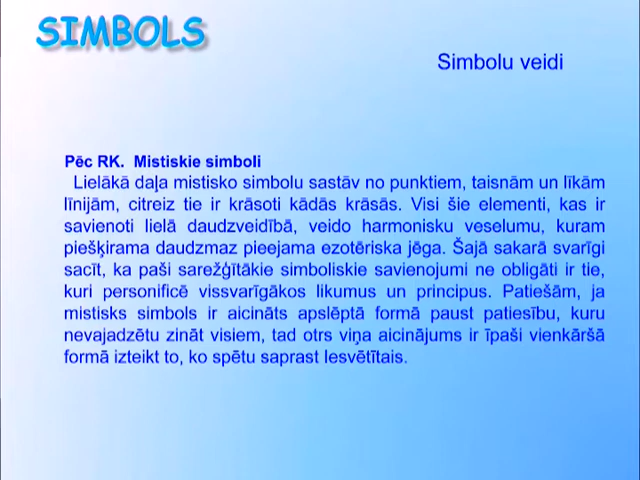 SIMBOLS
Simbolu veidi
Pēc RK.  Mistiskie simboli
Lielākā daļa mistisko simbolu sastāv no punktiem, taisnām un līkām
līnijām, citreiz tie ir krāsoti kādās krāsās. Visi šie elementi, kas ir
savienoti lielā daudzveidībā, veido harmonisku veselumu, kuram
piešķirama daudzmaz pieejama ezotēriska jēga. Šajā sakarā svarīgi
sacīt, ka paši sarežģītākie simboliskie savienojumi ne obligāti ir tie,
kuri personificē vissvarīgākos likumus un principus. Patiešām, ja
mistisks simbols ir aicināts apslēptā formā paust patiesību, kuru
nevajadzētu zināt visiem, tad otrs viņa aicinājums ir īpaši vienkāršā
formā izteikt to, ko spētu saprast Iesvētītais.